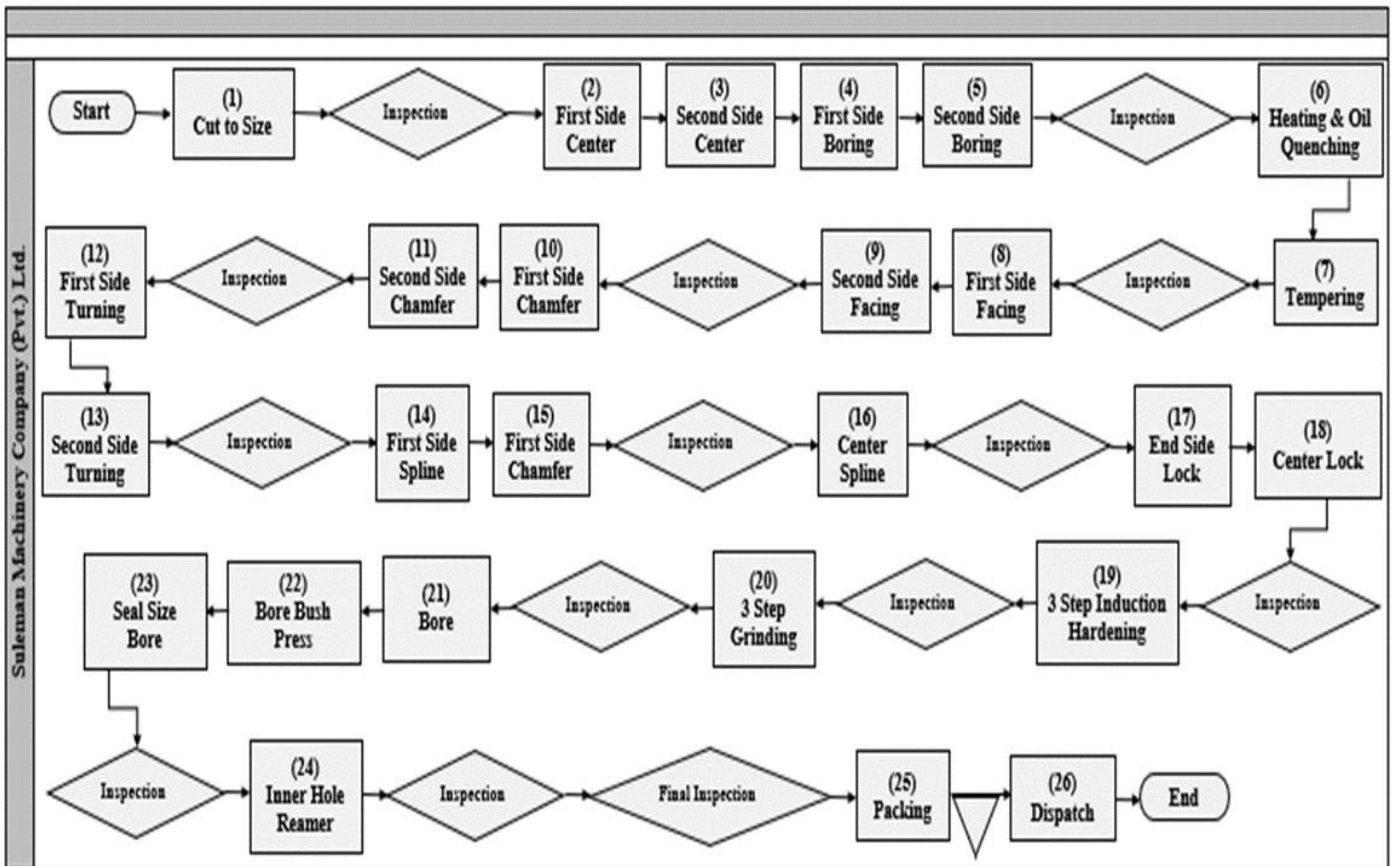 Suleman Machinery Company (Pvt.) Ltd.
Start
(1)
Cut to Size
Inspection
(2)
First Side
Center
(3)
Second Side
Center
(4)
First Side
Boring
(5)
Second Side
Boring
Inspection
(6)
Heating & Oil
Quenching
(7)
Tempering
Inspection
(8)
First Side
Facing
(9)
Second Side
Facing
Inspection
(10)
First Side
Chamfer
(11)
Second Side
Chamfer
Inspection
(12)
First Side
Turning
(13)
Second Side
Turning
Inspection
(14)
First Side
Spline
(15)
First Side
Chamfer
Inspection
(16)
Center
Spline
Inspection
(17)
End Side
Lock
(18)
Center Lock
Inspection
(19)
3 Step Induction
Hardening
Inspection
(20)
3 Step
Grinding
Inspection
(21)
Bore
(22)
Bore Bush
Press
(23)
Seal Size
Bore
Inspection
(24)
Inner Hole
Reamer
Inspection
Final Inspection
(25)
Packing
(26)
Dispatch
End